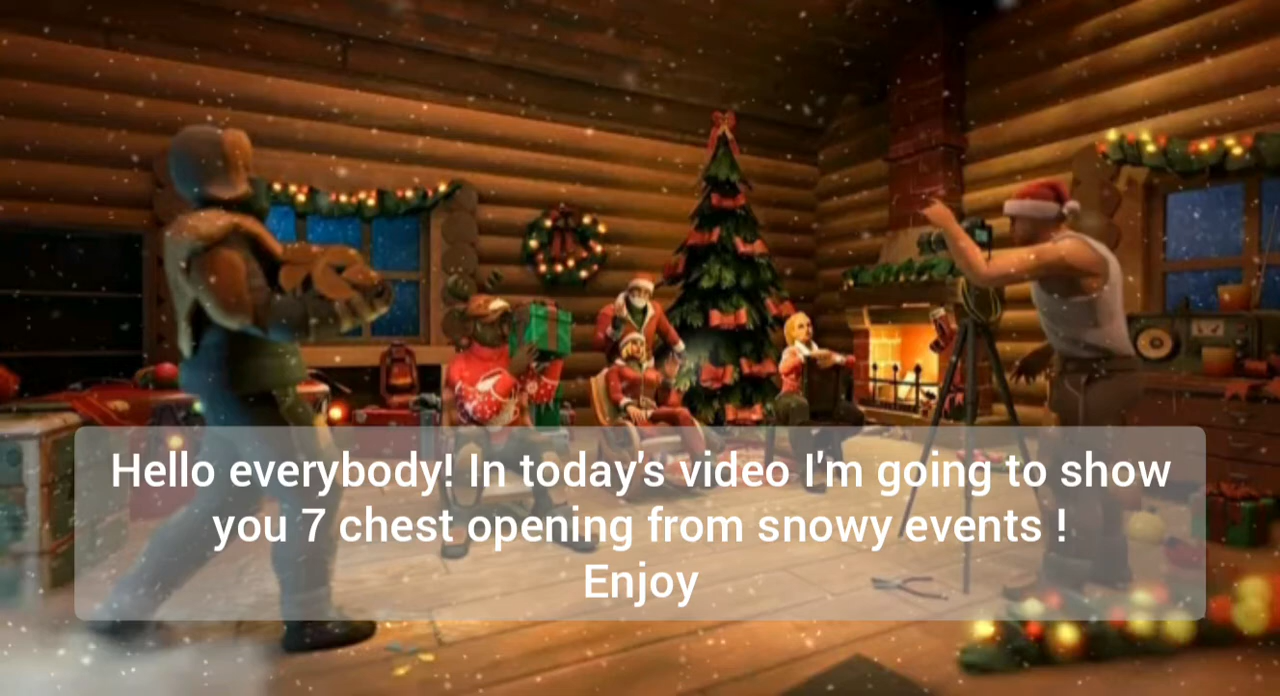 Hello everybody! In today's video I'm going to show
you 7 chest opening from snowy events !
Enjoy